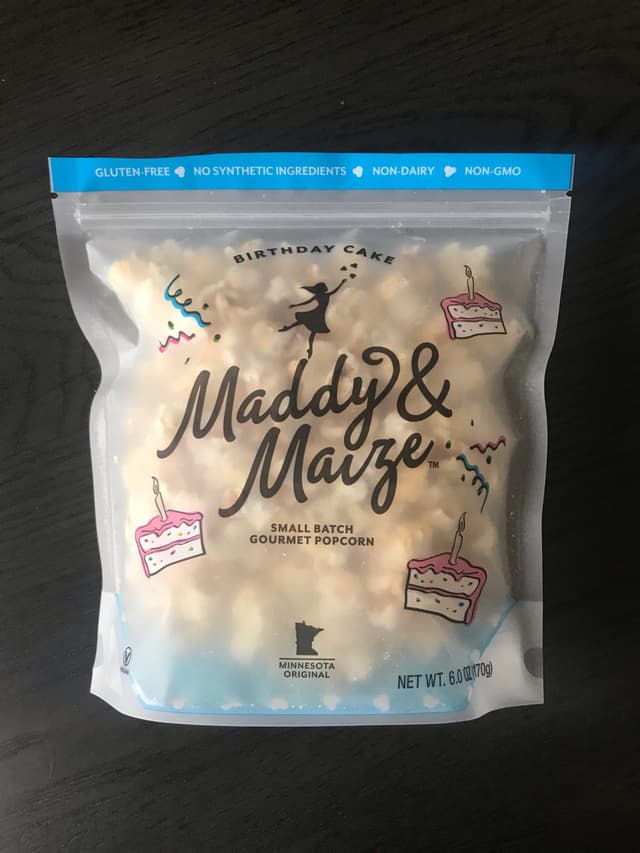 GLUTEN-FREE NO SYNTHETIC INGREDIENTS NON-DAIRY NON-GMO
BIRTHDAY CAKE
Maddy &
Maize™
SMALL BATCH
GOURMET POPCORN
MINNESOTA
ORIGINAL
NET WT. 6.0 OZ (170g)